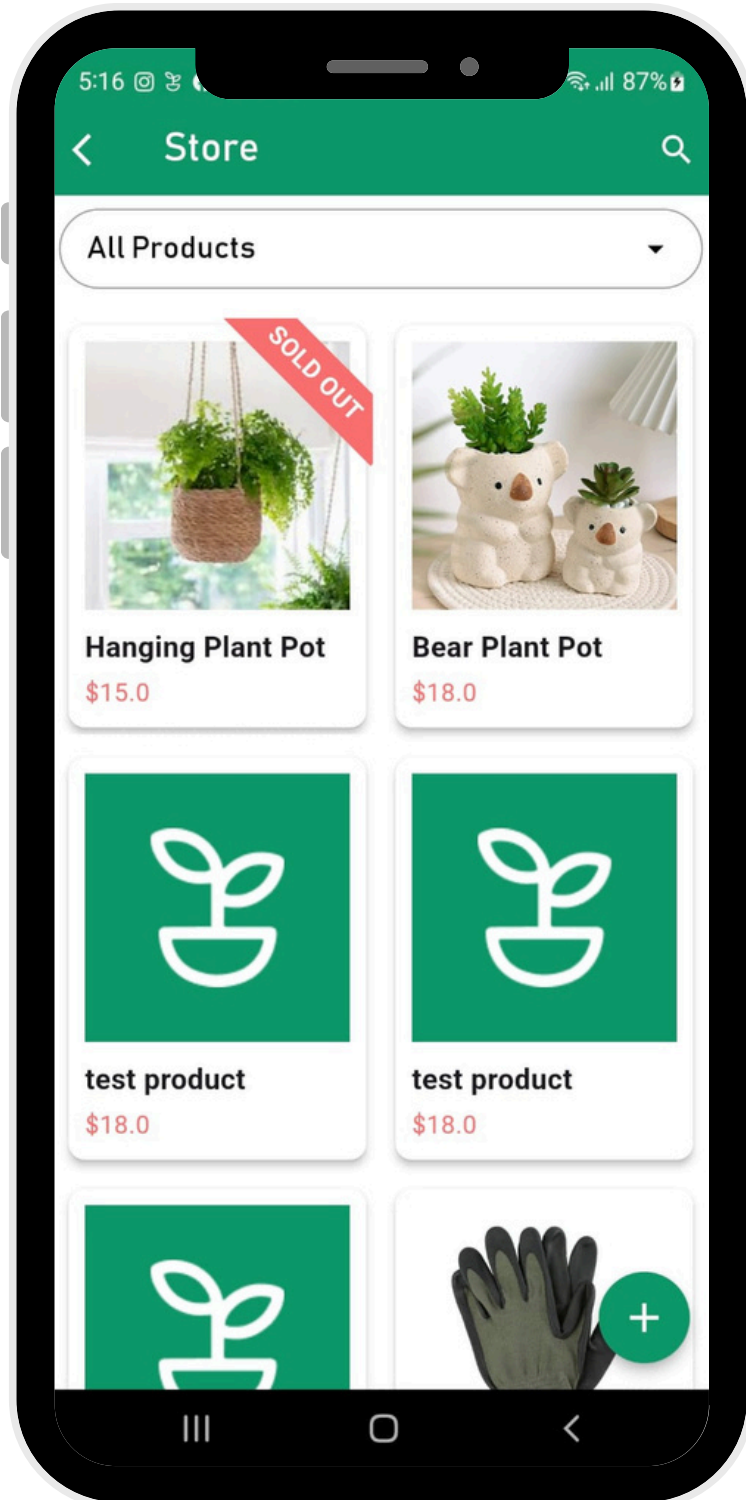 5:16
87%
Store
All Products
SOLD OUT
Hanging Plant Pot
$15.0
Bear Plant Pot
$18.0
test product
$18.0
test product
$18.0